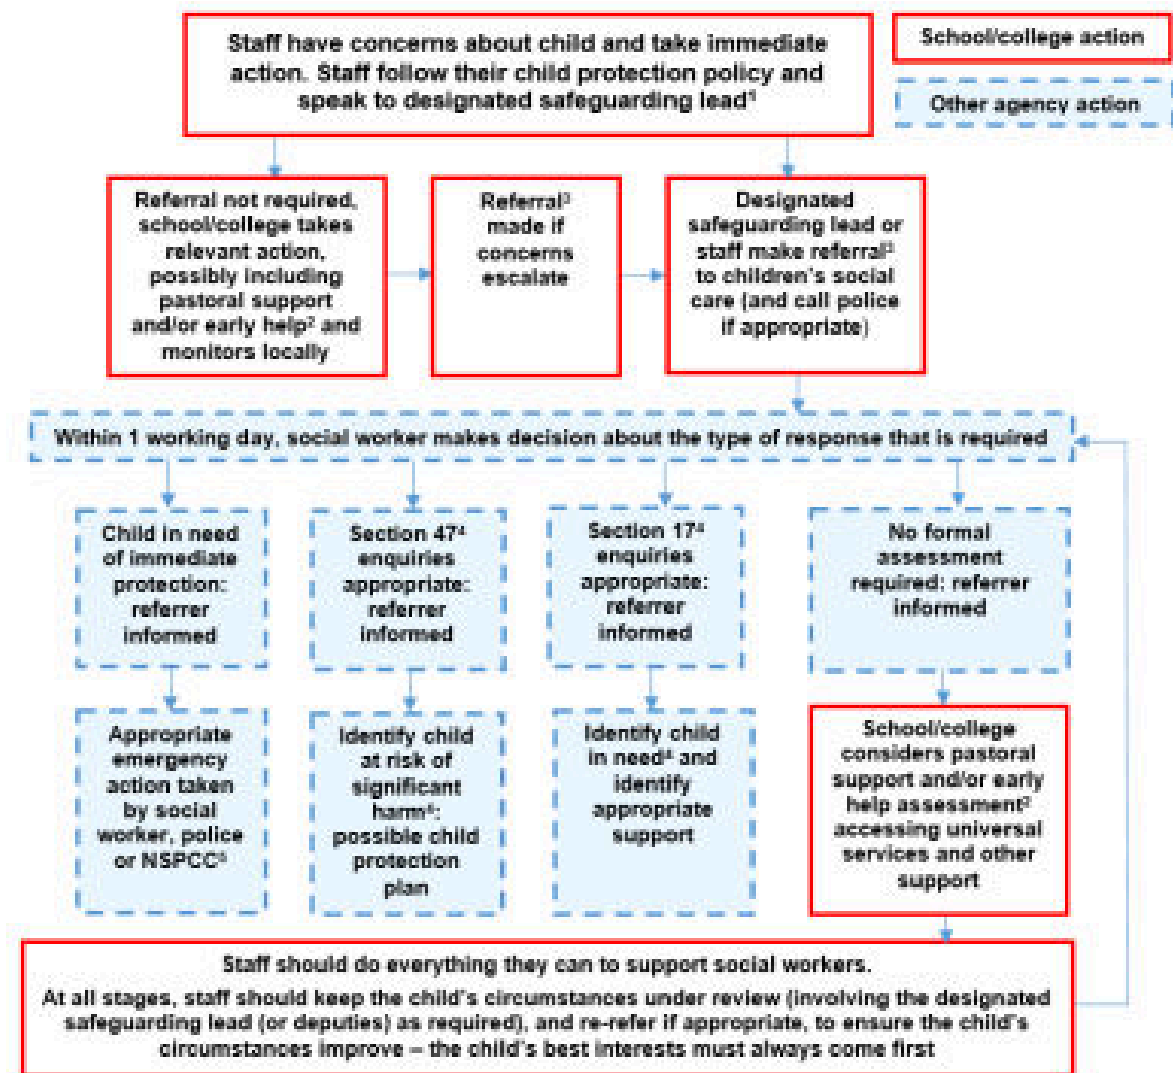 Staff have concerns about child and take immediate
action. Staff follow their child protection policy and
speak to designated safeguarding lead¹
School/college action
Other agency action
Referral not required,
school/college takes
relevant action,
possibly including
pastoral support
and/or early help² and
monitors locally
Referral³
made if
concerns
escalate
Designated
safeguarding lead or
staff make referral³
to children's social
care (and call police
if appropriate)
Within 1 working day, social worker makes decision about the type of response that is required
Child in need
of immediate
protection:
referrer
informed
Section 47⁴
enquiries
appropriate:
referrer
informed
Section 17⁴
enquiries
appropriate:
referrer
informed
No formal
assessment
required: referrer
informed
Appropriate
emergency
action taken
by social
worker, police
or NSPCC⁵
Identify child
at risk of
significant
harm⁴:
possible child
protection
plan
Identify child
in need⁴ and
identify
appropriate
support
School/college
considers pastoral
support and/or early
help assessment²
accessing universal
services and other
support
Staff should do everything they can to support social workers.
At all stages, staff should keep the child's circumstances under review (involving the designated
safeguarding lead (or deputies) as required), and re-refer if appropriate, to ensure the child's
circumstances improve – the child's best interests must always come first